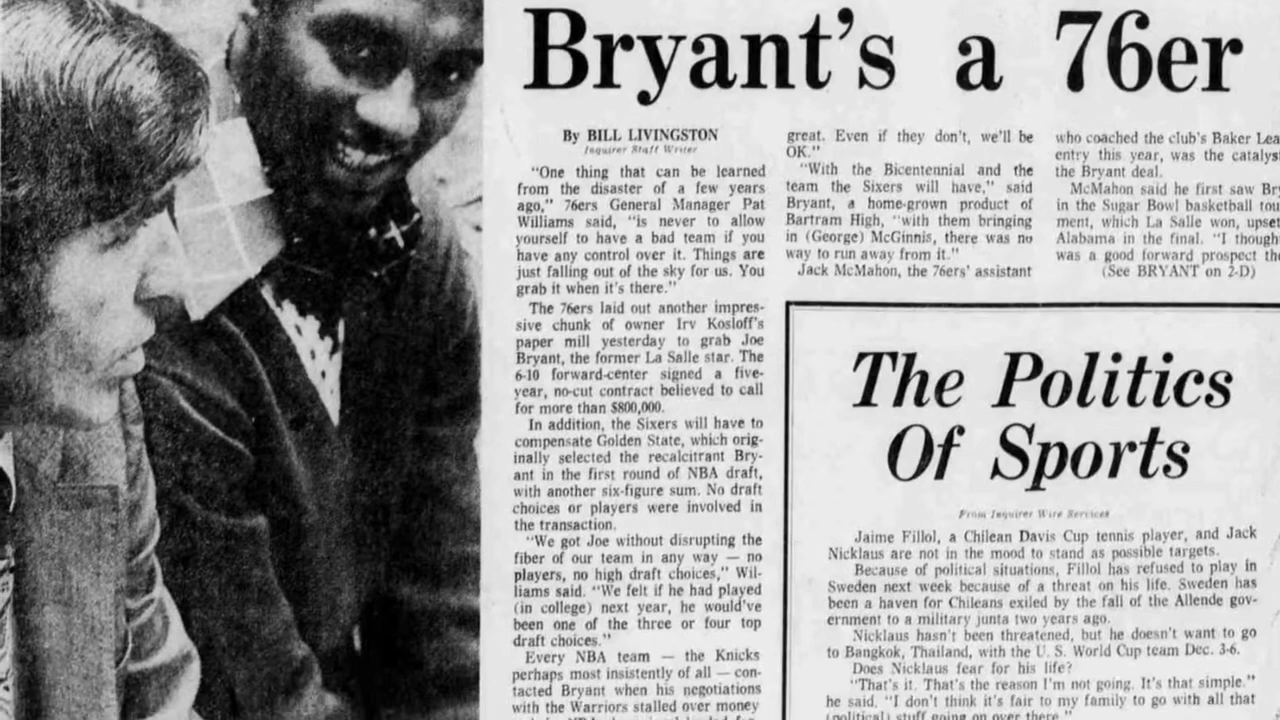 Bryant's a 76er
By BILL LIVINGSTON
Inquirer Staff Writer
"One thing that can be learned
from the disaster of a few years
ago," 76ers General Manager Pat
Williams said, "is never to allow
yourself to have a bad team if you
have any control over it. Things are
just falling out of the sky for us. You
grab it when it's there."
The 76ers laid out another impres-
sive chunk of owner Irv Kosloff's
paper mill yesterday to grab Joe
Bryant, the former La Salle star. The
6-10 forward-center signed a five-
year, no-cut contract believed to call
for more than $800,000.
In addition, the Sixers will have to
compensate Golden State, which orig-
inally selected the recalcitrant Bry-
ant in the first round of NBA draft,
with another six-figure sum. No draft
choices or players were involved in
the transaction.
"We got Joe without disrupting the
fiber of our team in any way — no
players, no high draft choices," Wil-
liams said. "We felt if he had played
(in college) next year, he would've
been one of the three or four top
draft choices."
Every NBA team — the Knicks
perhaps most insistently of all — con-
tacted Bryant when his negotiations
with the Warriors stalled over money
great. Even if they don't, we'll be
OK."
"With the Bicentennial and the
team the Sixers will have," said
Bryant, a home-grown product of
Bartram High, "with them bringing
in (George) McGinnis, there was no
way to run away from it."
Jack McMahon, the 76ers' assistant
who coached the club's Baker Lea
entry this year, was the catalys
the Bryant deal.
McMahon said he first saw Br
in the Sugar Bowl basketball tou
ment, which La Salle won, upse
Alabama in the final. "I though
was a good forward prospect the
(See BRYANT on 2-D)
The Politics
Of Sports
From Inquirer Wire Services
Jaime Fillol, a Chilean Davis Cup tennis player, and Jack
Nicklaus are not in the mood to stand as possible targets.
Because of political situations, Fillol has refused to play in
Sweden next week because of a threat on his life. Sweden has
been a haven for Chileans exiled by the fall of the Allende gov-
ernment to a military junta two years ago.
Nicklaus hasn't been threatened, but he doesn't want to go
to Bangkok, Thailand, with the U. S. World Cup team Dec. 3-6.
Does Nicklaus fear for his life?
"That's it. That's the reason I'm not going. It's that simple."
he said. "I don't think it's fair to my family to go with all that
(political) stuff going on over there."